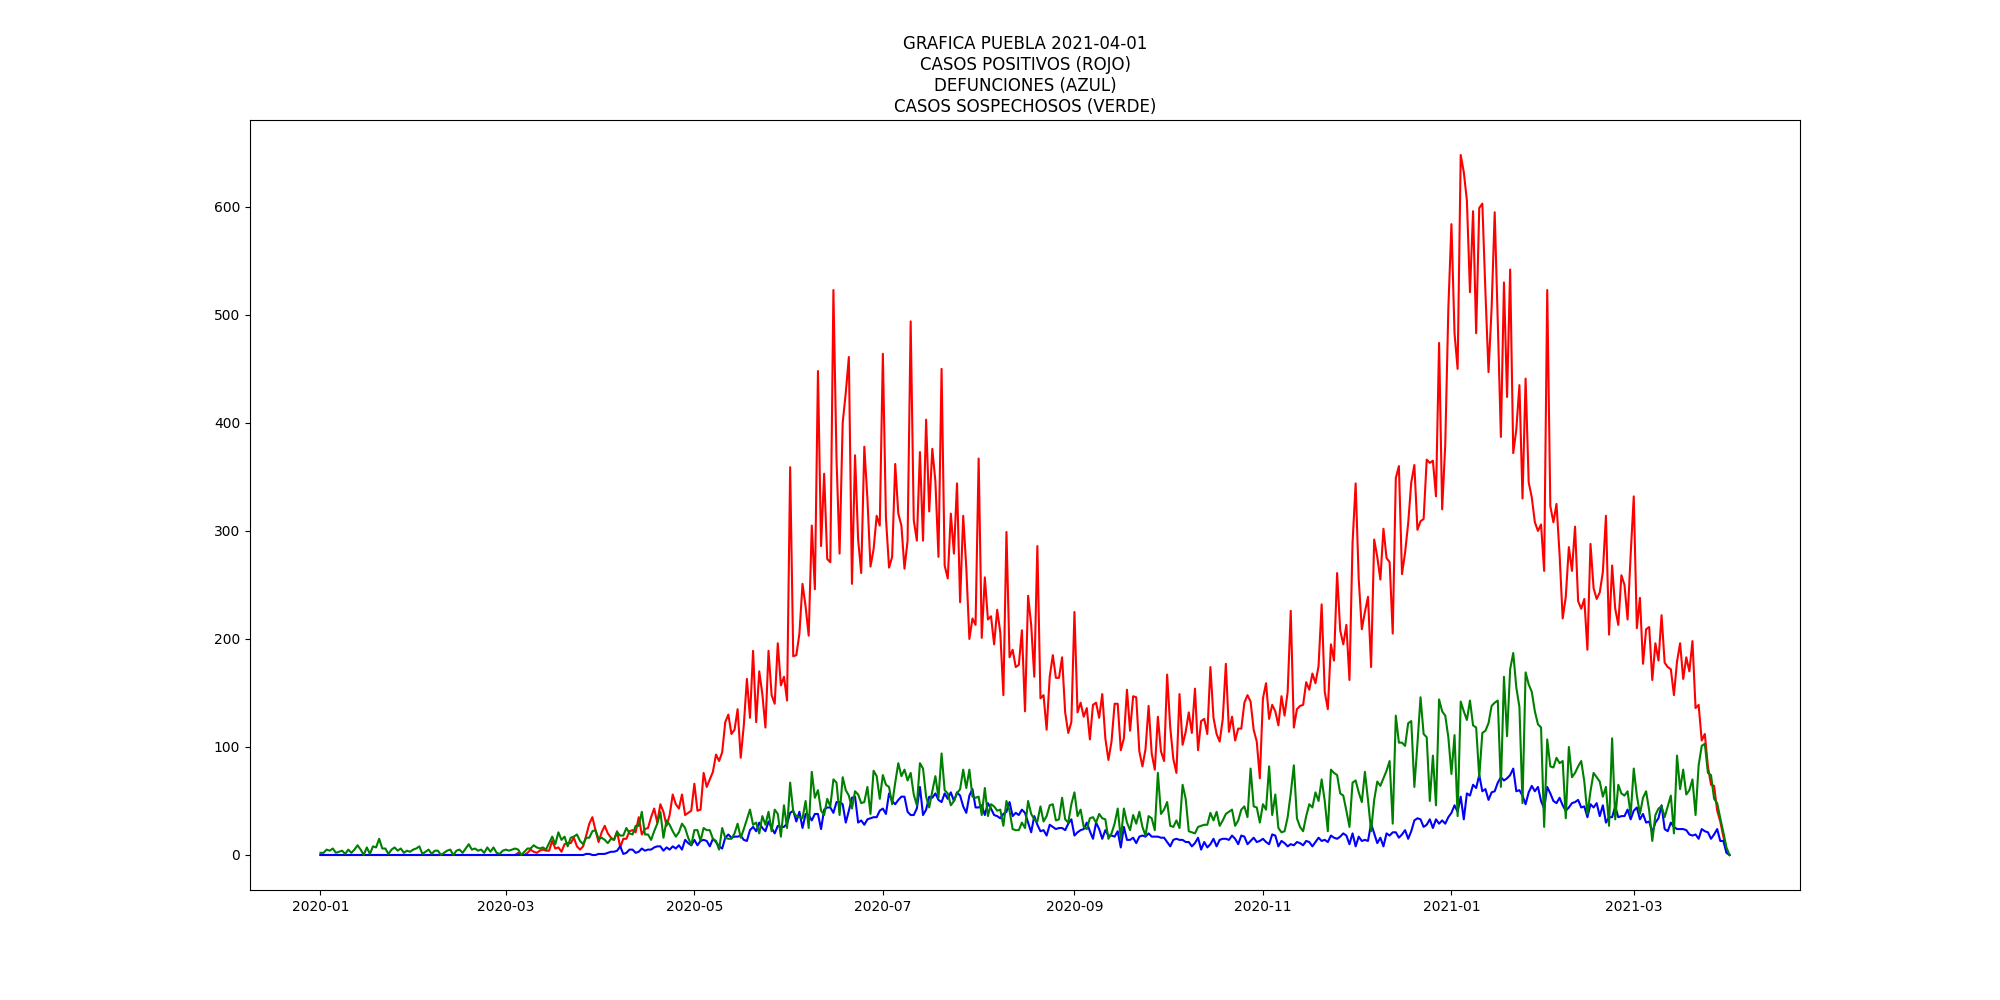 GRAFICA PUEBLA 2021-04-01
CASOS POSITIVOS (ROJO)
DEFUNCIONES (AZUL)
CASOS SOSPECHOSOS (VERDE)
600
500
400
300
200
100
0
2020-01 2020-03 2020-05 2020-07 2020-09 2020-11 2021-01 2021-03